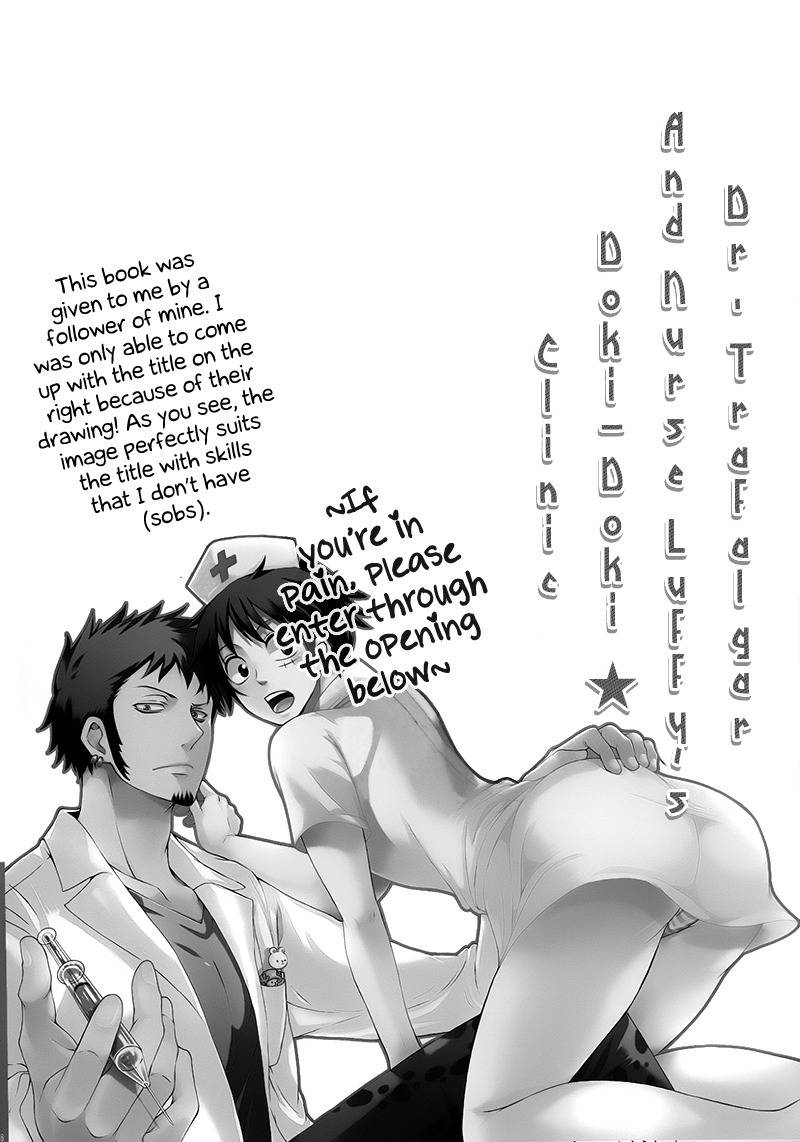 Dr. Trafalgar
And Nurse Luffy's
Doki-Doki ★
Clinic
This book was
given to me by a
follower of mine. I
was only able to come
up with the title on the
right because of their
drawing! As you see, the
image perfectly suits
the title with skills
that I don't have
(sobs).
~If
you're in
pain, please
enter through
the opening
below~